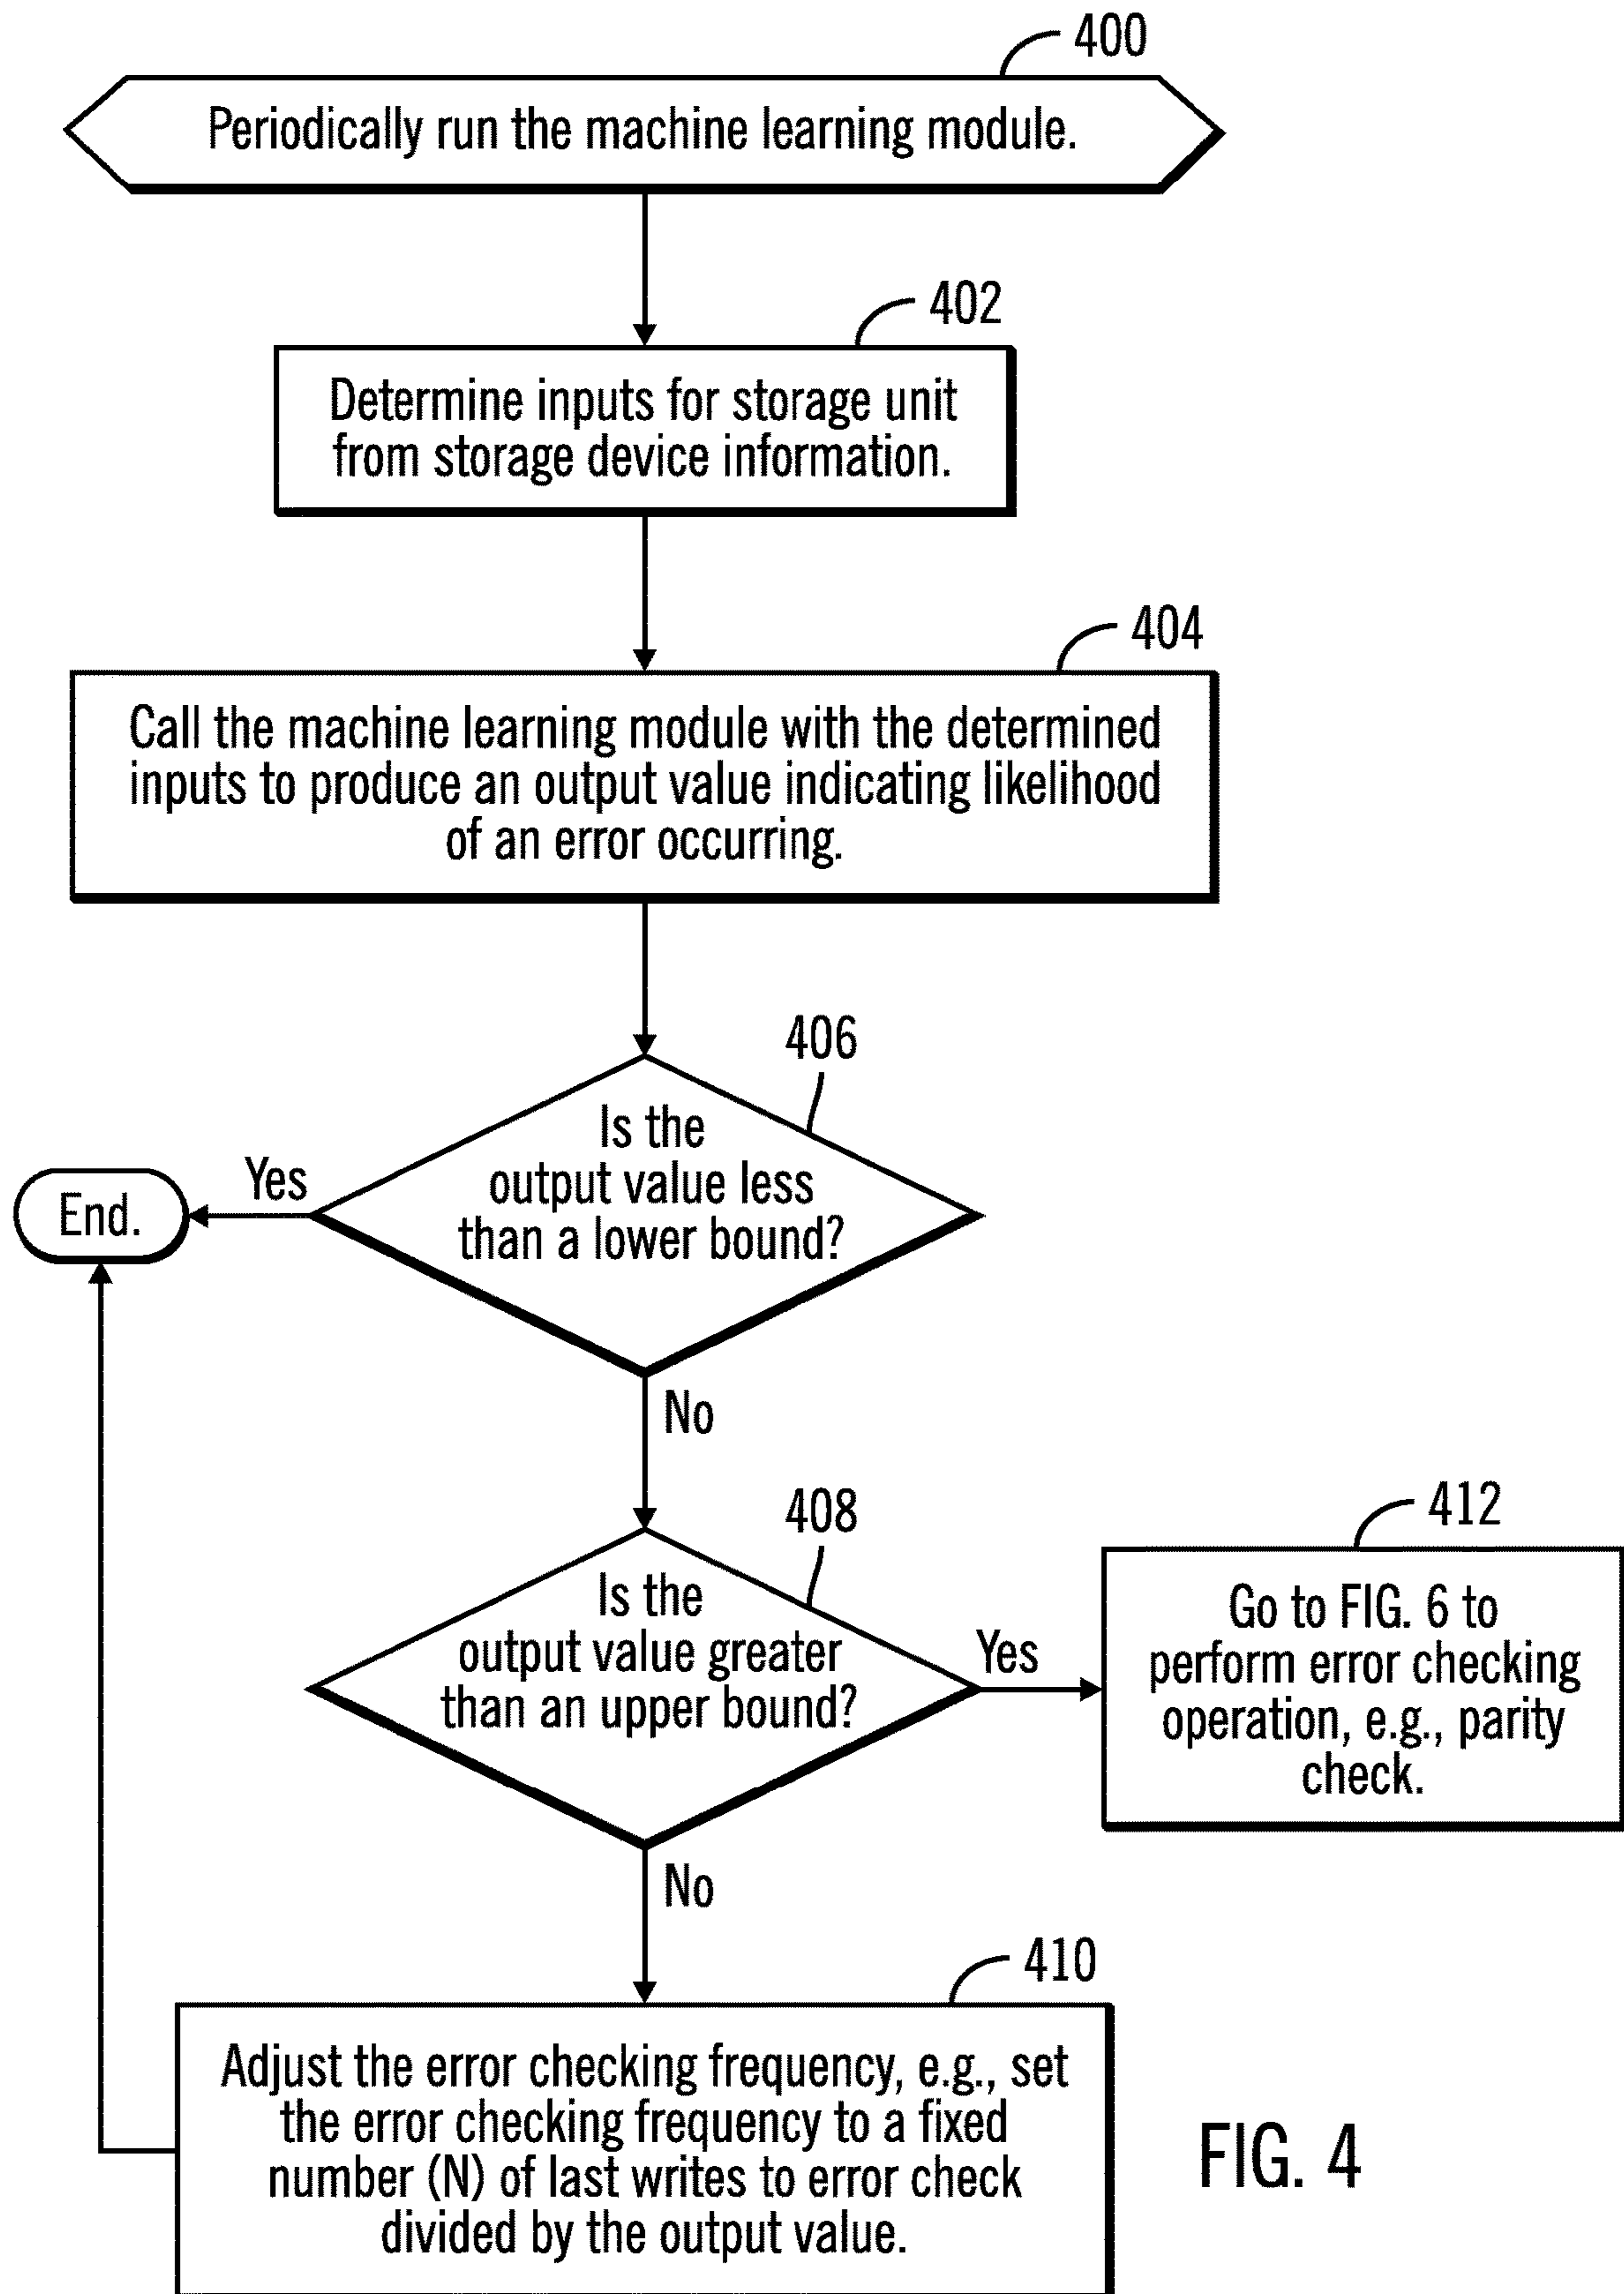 400
Periodically run the machine learning module.
402
Determine inputs for storage unit
from storage device information.
404
Call the machine learning module with the determined
inputs to produce an output value indicating likelihood
of an error occurring.
406
Is the
output value less
than a lower bound?
Yes
End.
No
408
Is the
output value greater
than an upper bound?
Yes
412
Go to FIG. 6 to
perform error checking
operation, e.g., parity
check.
No
410
Adjust the error checking frequency, e.g., set
the error checking frequency to a fixed
number (N) of last writes to error check
divided by the output value.
FIG. 4